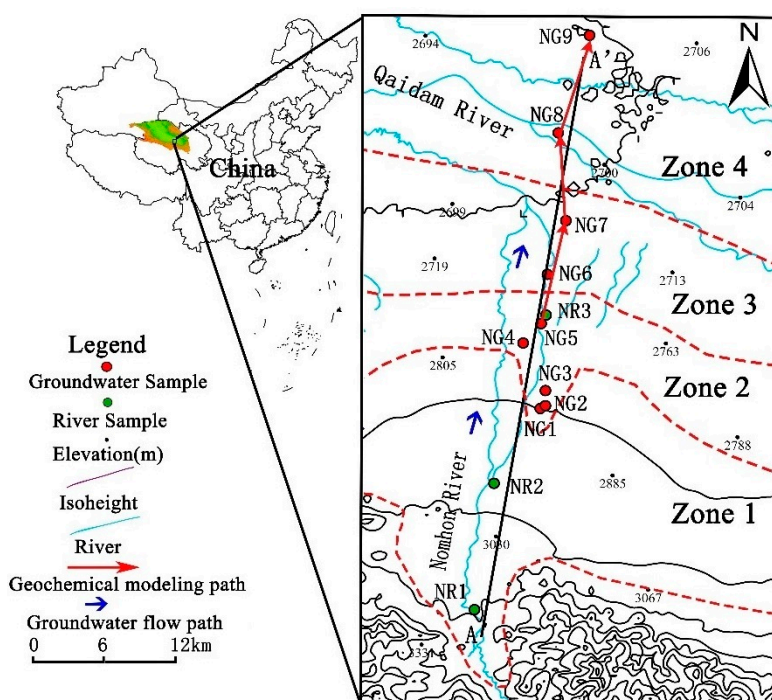 China
Legend
Groundwater Sample
River Sample
Elevation(m)
Isoheight
River
Geochemical modeling path
Groundwater flow path
0 6 12km
N
2694
NG9
2706
A'
Qaidam River
NG8
Zone 4
2700
2704
2699
NG7
2719
NG6
2713
Zone 3
NR3
NG4
NG5
2763
2805
NG3
Zone 2
NG2
NG1
2788
Nomhon River
NR2
2885
Zone 1
3030
NR1
3067
A
3331